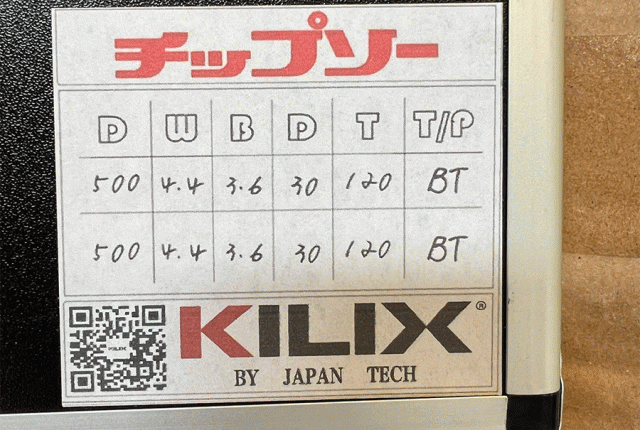 チップソー
D W B D T T/P
500 4.4 3.6 30 120 BT
500 4.4 3.6 30 120 BT
KILIX®
BY JAPAN TECH